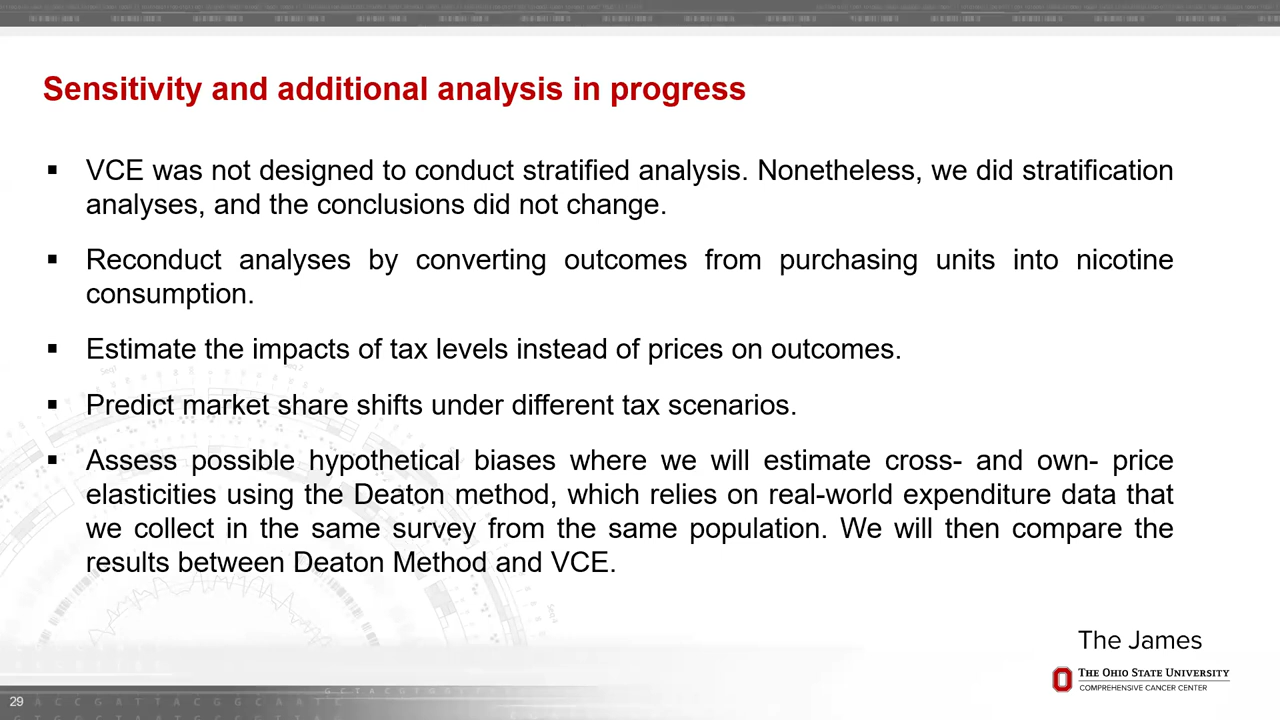 Sensitivity and additional analysis in progress
▪ VCE was not designed to conduct stratified analysis. Nonetheless, we did stratification
analyses, and the conclusions did not change.
▪ Reconduct analyses by converting outcomes from purchasing units into nicotine
consumption.
▪ Estimate the impacts of tax levels instead of prices on outcomes.
▪ Predict market share shifts under different tax scenarios.
▪ Assess possible hypothetical biases where we will estimate cross- and own- price
elasticities using the Deaton method, which relies on real-world expenditure data that
we collect in the same survey from the same population. We will then compare the
results between Deaton Method and VCE.
The James
THE OHIO STATE UNIVERSITY
COMPREHENSIVE CANCER CENTER
29